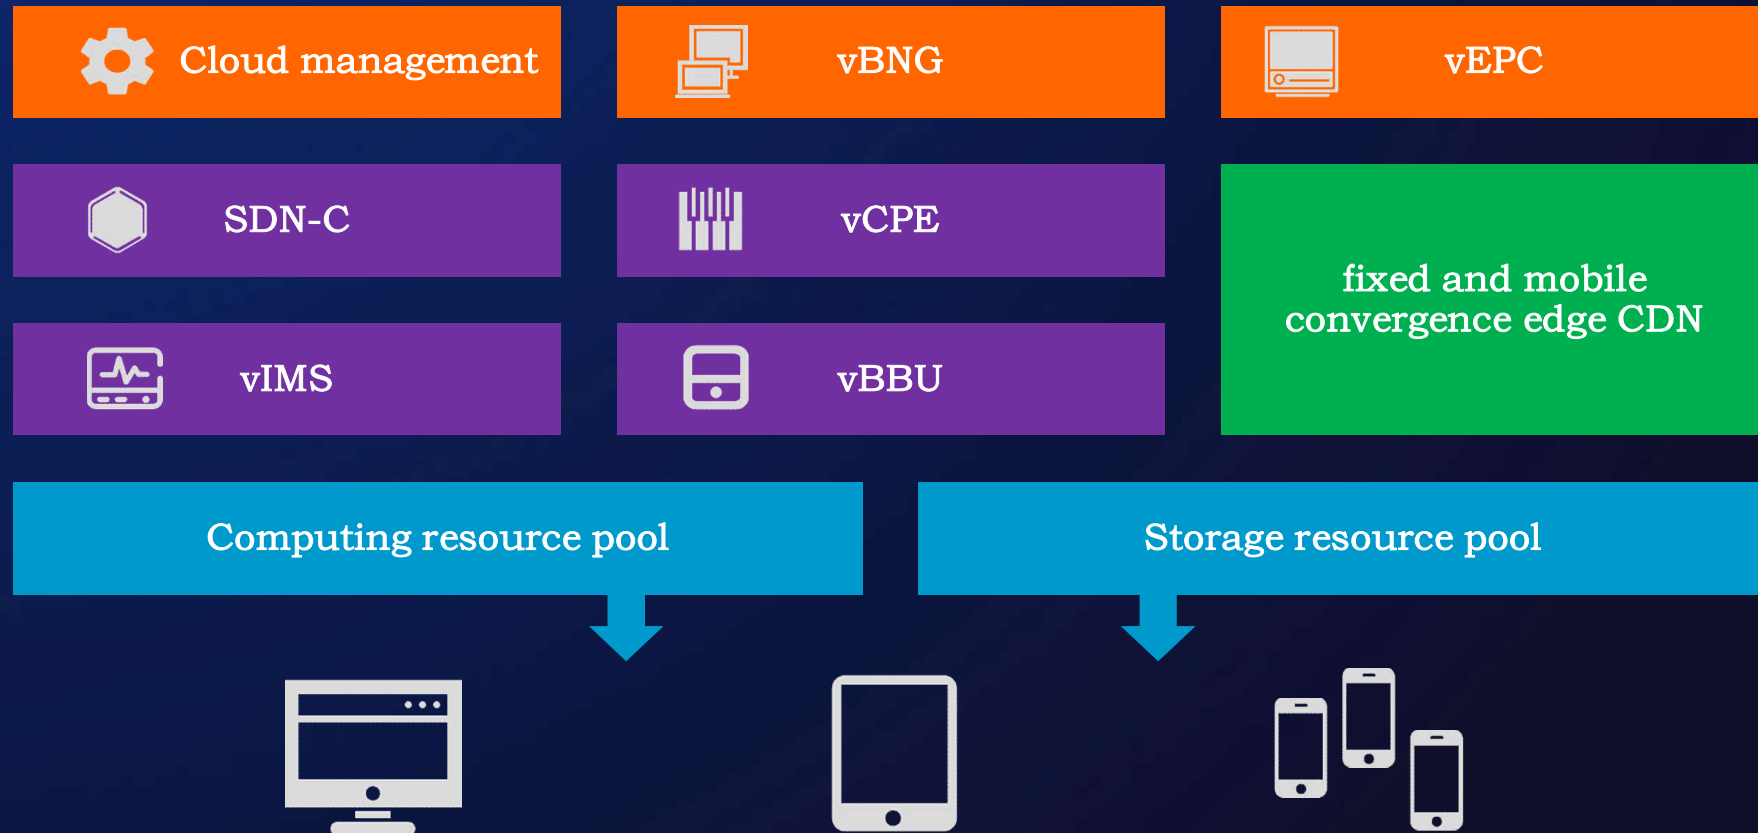 Cloud management
vBNG
vEPC
SDN-C
vCPE
fixed and mobile
convergence edge CDN
vIMS
vBBU
Computing resource pool
Storage resource pool